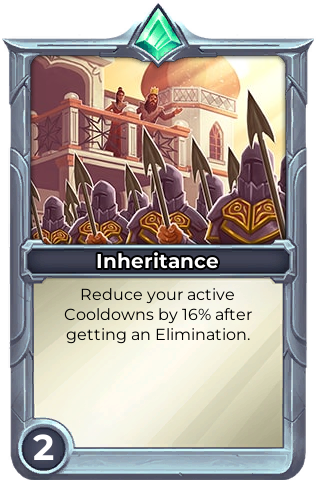 Inheritance
Reduce your active
Cooldowns by 16% after
getting an Elimination.
2